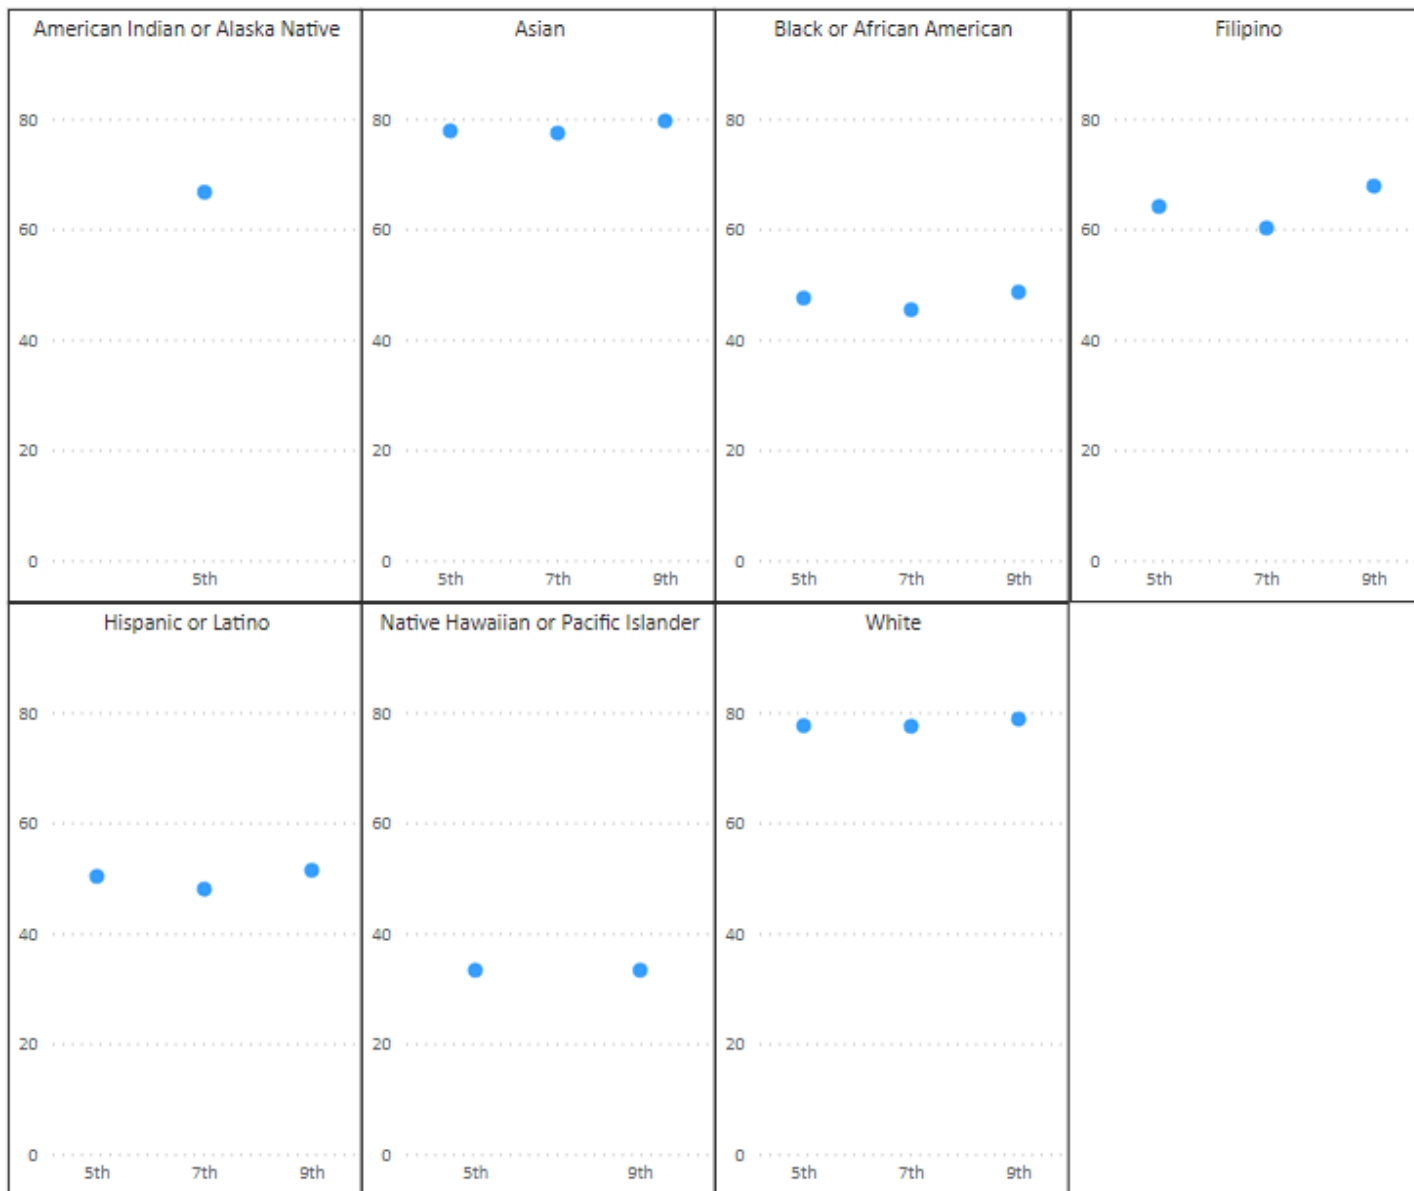 American Indian or Alaska Native
80
60
40
20
0
5th
Asian
80
60
40
20
0
5th 7th 9th
Black or African American
80
60
40
20
0
5th 7th 9th
Filipino
80
60
40
20
0
5th 7th 9th
Hispanic or Latino
80
60
40
20
0
5th 7th 9th
Native Hawaiian or Pacific Islander
80
60
40
20
0
5th 9th
White
80
60
40
20
0
5th 7th 9th